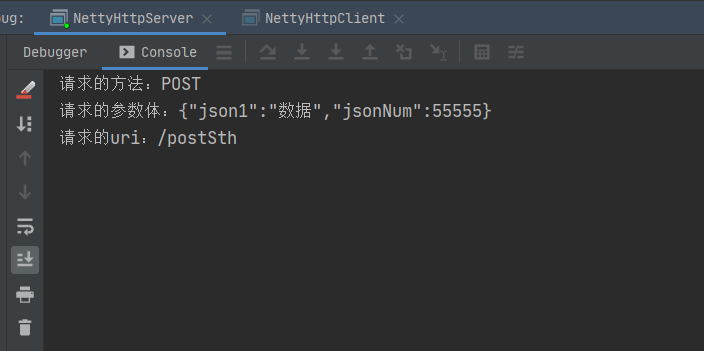 ug:
NettyHttpServer
NettyHttpClient
Debugger
Console
请求的方法：POST
请求的参数体：{"json1":"数据","jsonNum":55555}
请求的uri：/postSth